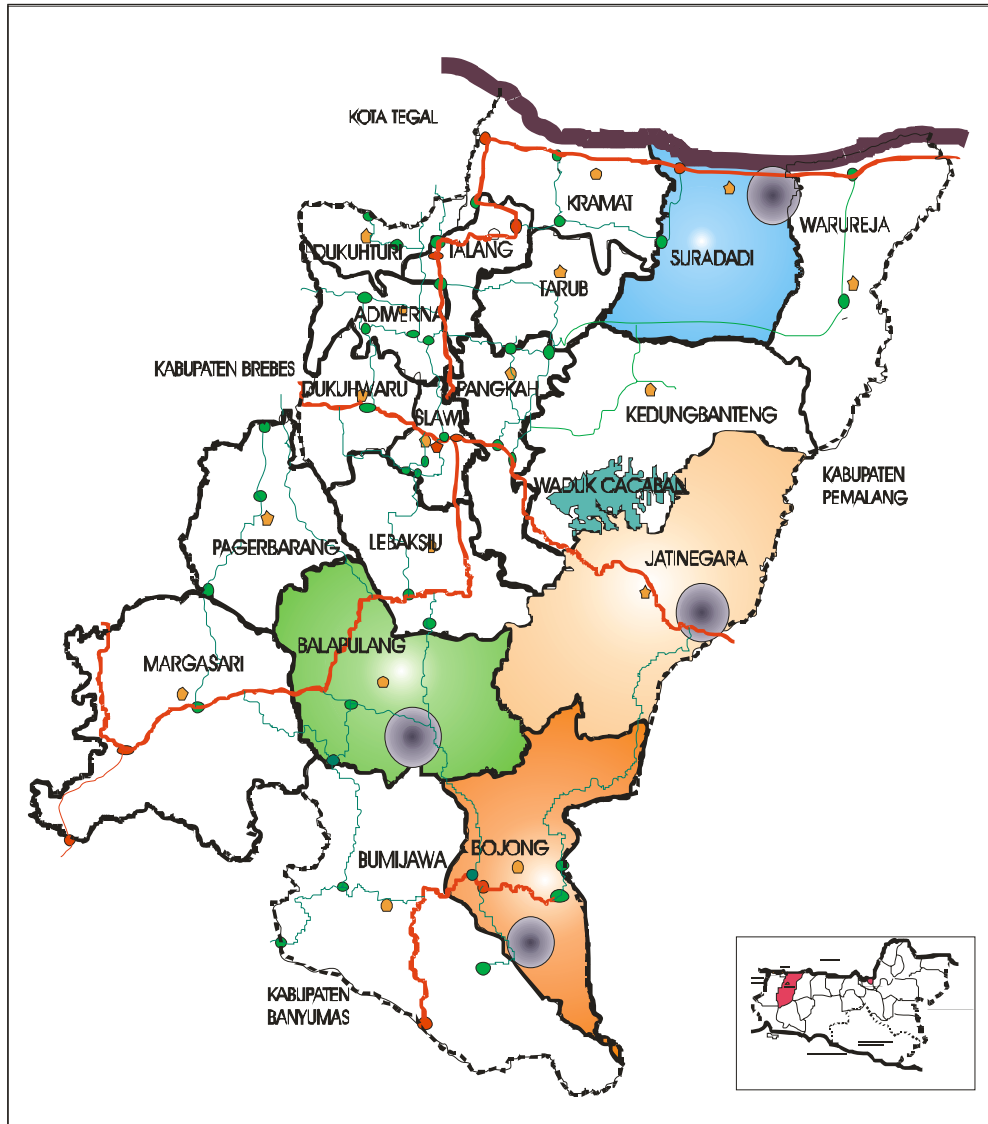 KOTA TEGAL
KRAMAT
WARUREJA
DUKUHTURI
TALANG
SURADADI
TARUB
ADIWERNA
KABUPATEN BREBES
DUKUHWARU
PANGKAH
SLAWI
KEDUNGBANTENG
WADUK CACABAN
KABUPATEN
PEMALANG
PAGERBARANG
LEBAKSIU
JATINEGARA
BALAPULANG
MARGASARI
BUMIJAWA
BOJONG
KABUPATEN
BANYUMAS